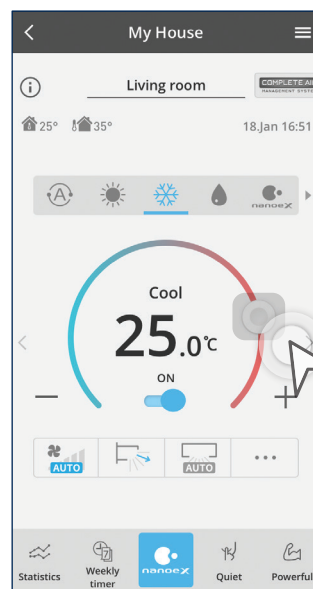 My House
Living room
COMPLETE AIR
MANAGEMENT SYSTEM
25° 35° 18.Jan 16:51
A
nanoeX
Cool
25.0℃
ON
AUTO
AUTO
7
Statistics
Weekly
timer
nanoeX
Quiet
Powerful